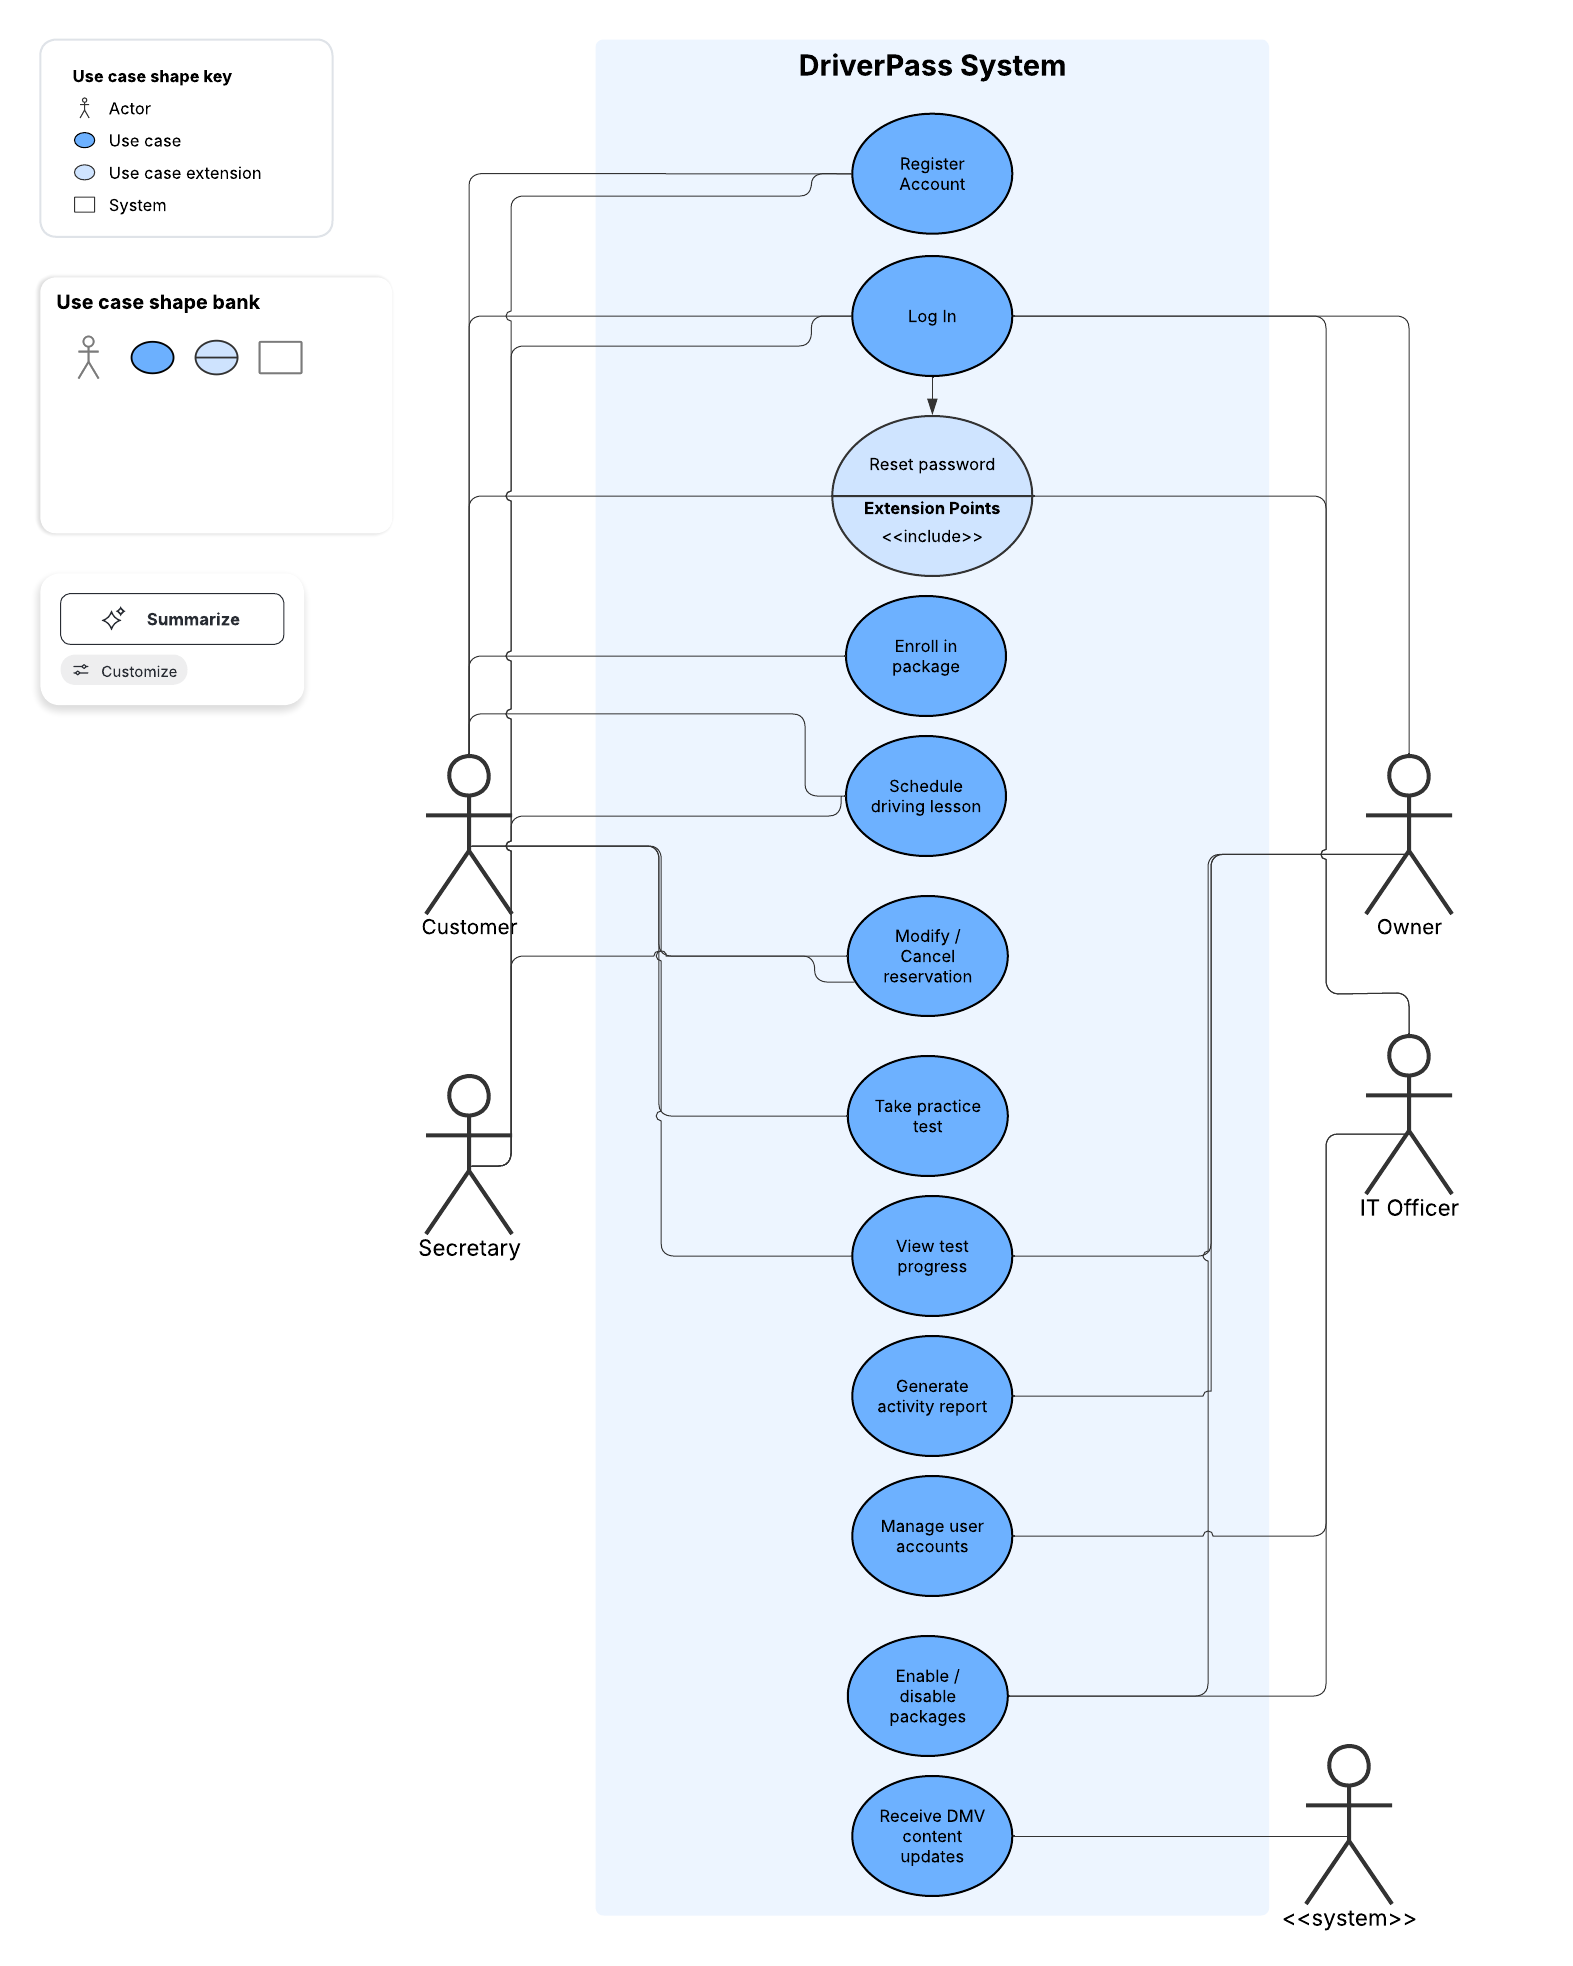 Use case shape key
Actor
Use case
Use case extension
System
Use case shape bank
Summarize
Customize
DriverPass System
Register
Account
Log In
Reset password
Extension Points
<<include>>
Enroll in
package
Schedule
driving lesson
Modify /
Cancel
reservation
Take practice
test
View test
progress
Generate
activity report
Manage user
accounts
Enable /
disable
packages
Receive DMV
content
updates
Customer
Secretary
Owner
IT Officer
<<system>>